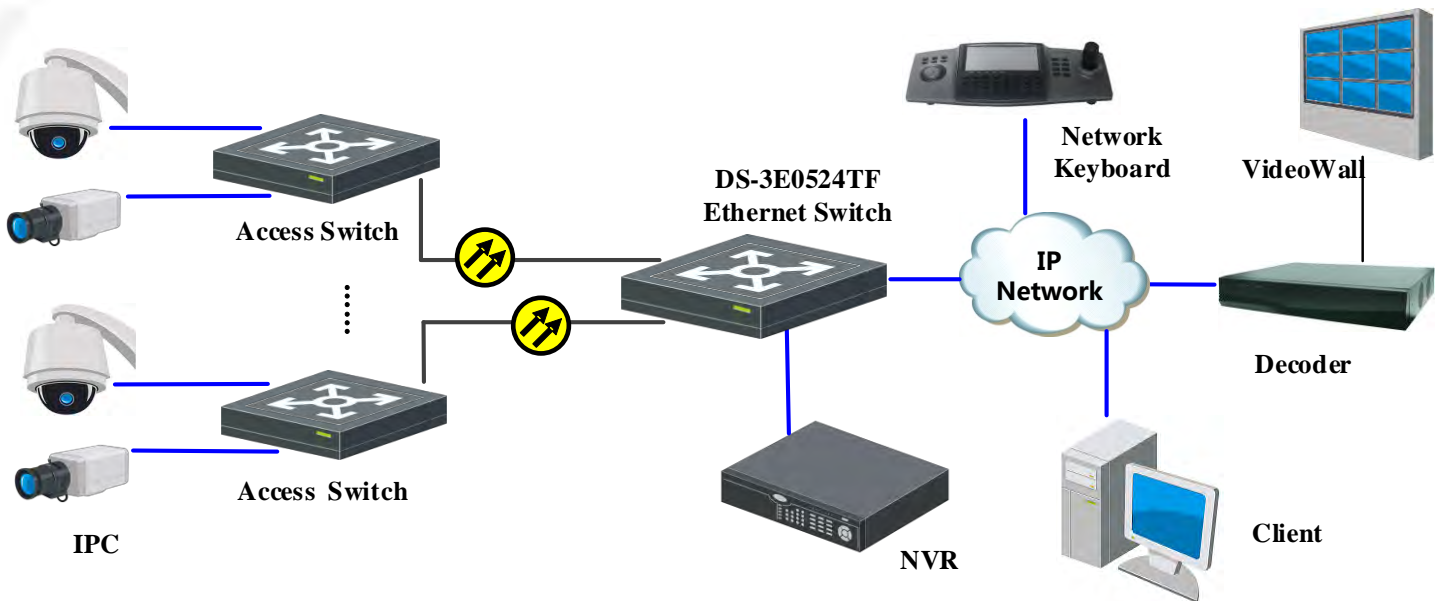 Network
Keyboard
VideoWall
DS-3E0524TF
Ethernet Switch
Access Switch
IP
Network
Decoder
Access Switch
IPC
NVR
Client